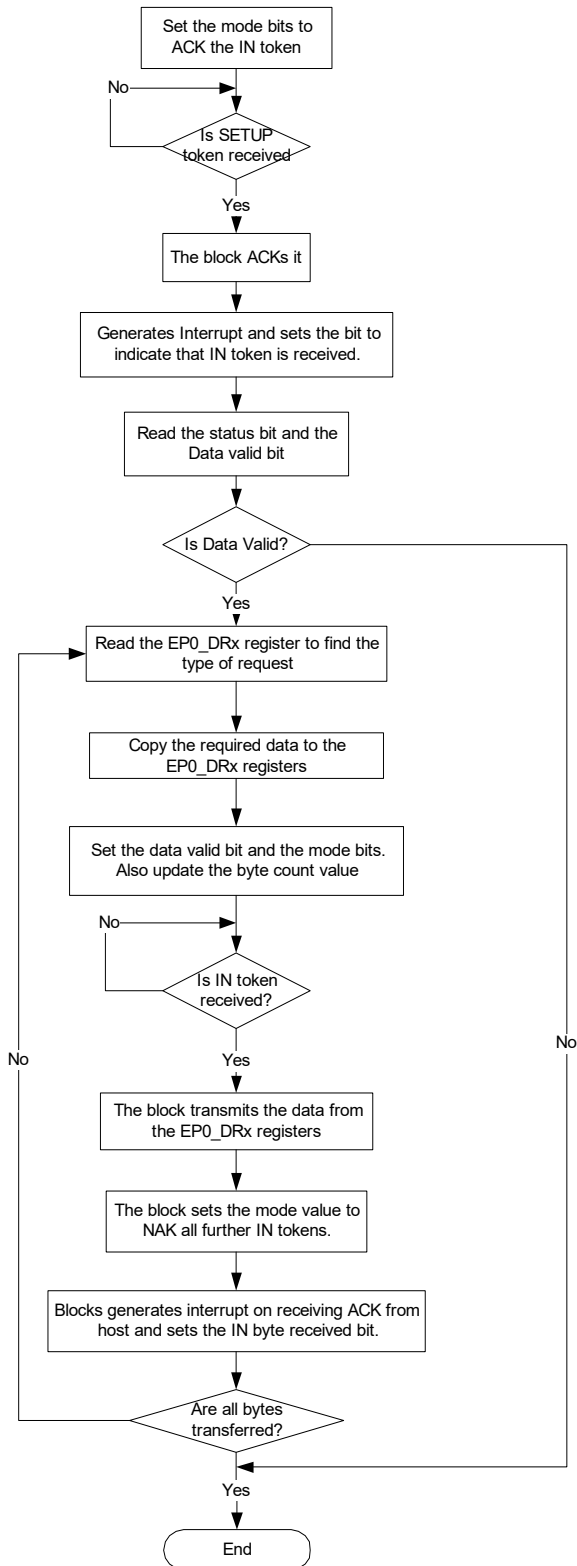 Set the mode bits to
ACK the IN token
No
Is SETUP
token received
Yes
The block ACKs it
Generates Interrupt and sets the bit to
indicate that IN token is received.
Read the status bit and the
Data valid bit
Is Data Valid?
Yes
Read the EP0_DRx register to find the
type of request
Copy the required data to the
EP0_DRx registers
Set the data valid bit and the mode bits.
Also update the byte count value
No
Is IN token
received?
No
No
Yes
The block transmits the data from
the EP0_DRx registers
The block sets the mode value to
NAK all further IN tokens.
Blocks generates interrupt on receiving ACK from
host and sets the IN byte received bit.
Are all bytes
transferred?
Yes
End